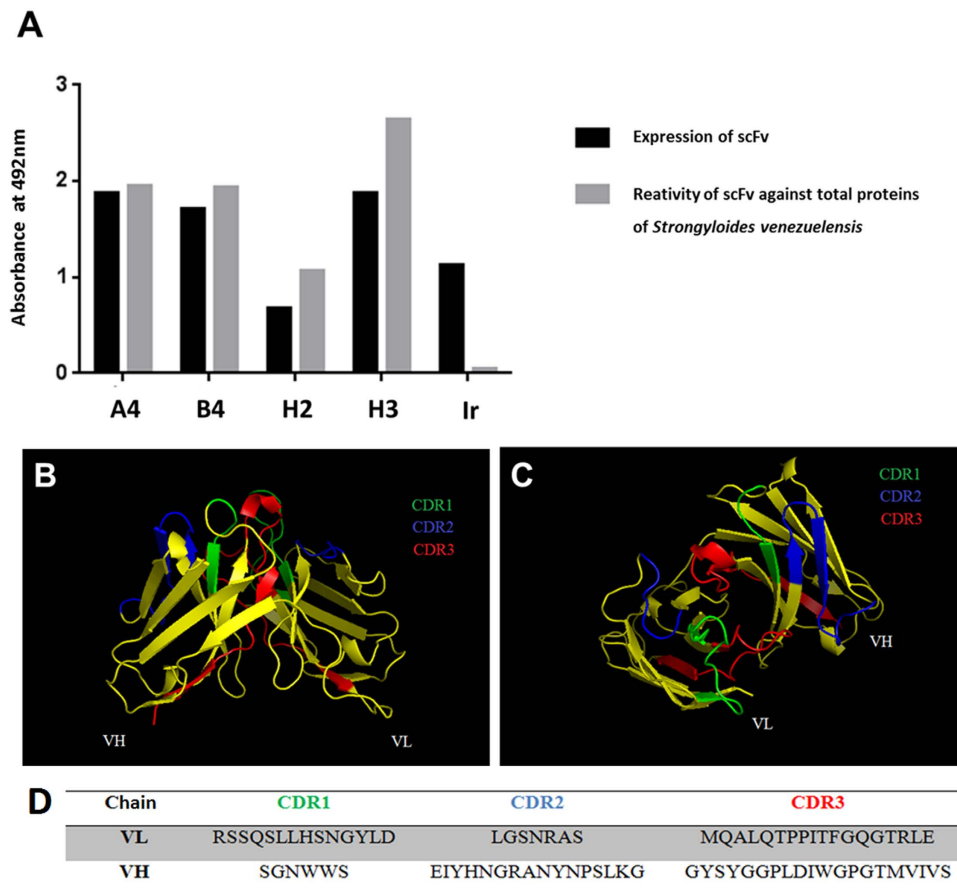 A
3
2
1
0
Absorbance at 492nm
A4 B4 H2 H3 Ir
Expression of scFv
Reativity of scFv against total proteins
of Strongyloides venezuelensis
B
CDR1
CDR2
CDR3
VH VL
C
CDR1
CDR2
CDR3
VH
VL
D
Chain CDR1 CDR2 CDR3
VL RSSQSLLHSNGYLD LGSNRAS MQALQTPPITFGQGTRLE
VH SGNWWS EIYHNGRANYNPSLKG GYSYGGPLDIWGPGTMVIVS